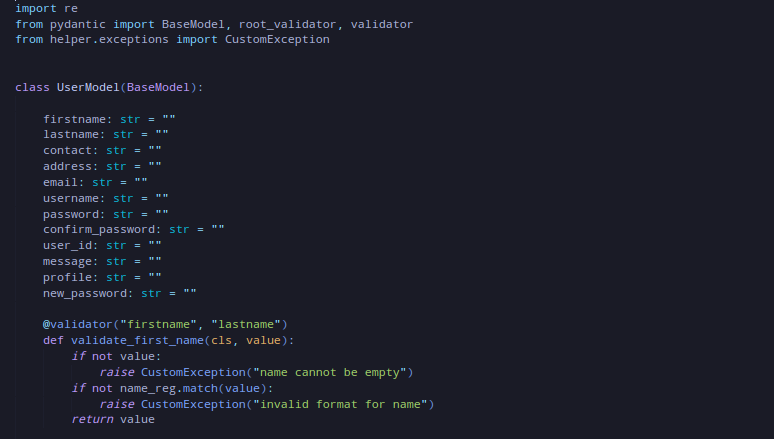 import re
from pydantic import BaseModel, root_validator, validator
from helper.exceptions import CustomException
class UserModel(BaseModel):
firstname: str = ""
lastname: str = ""
contact: str = ""
address: str = ""
email: str = ""
username: str = ""
password: str = ""
confirm_password: str = ""
user_id: str = ""
message: str = ""
profile: str = ""
new_password: str = ""
@validator("firstname", "lastname")
def validate_first_name(cls, value):
if not value:
raise CustomException("name cannot be empty")
if not name_reg.match(value):
raise CustomException("invalid format for name")
return value